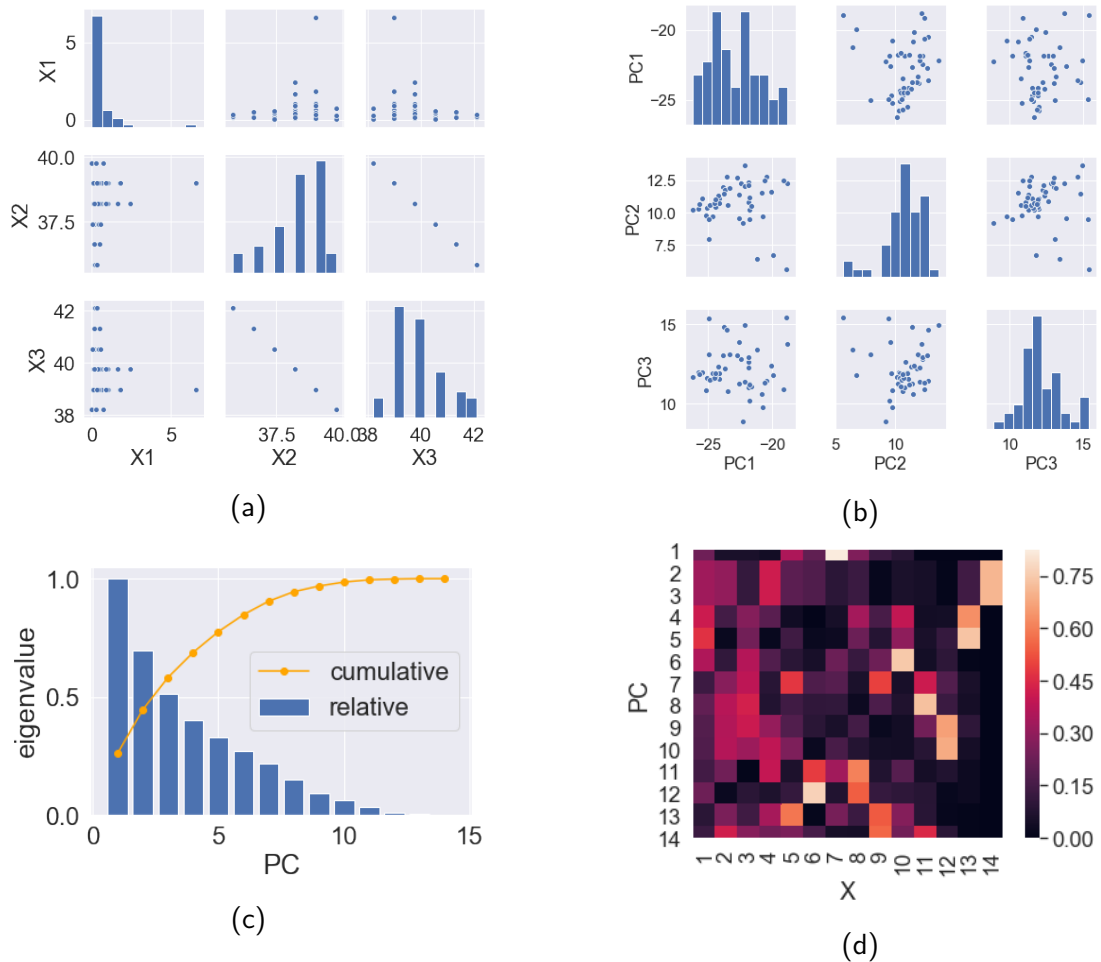 X1
5
0
X2
40.0
37.5
X3
42
40
38
0 5
37.5 40.0
38 40 42
X1 X2 X3
(a)
PC1
−20
−25
PC2
12.5
10.0
7.5
PC3
15
10
−25 −20
5 10
10 15
PC1 PC2 PC3
(b)
eigenvalue
1.0
0.5
0.0
cumulative
relative
0 5 10 15
PC
(c)
PC
1
2
3
4
5
6
7
8
9
10
11
12
13
14
1 2 3 4 5 6 7 8 9 10 11 12 13 14
X
0.75
0.60
0.45
0.30
0.15
0.00
(d)